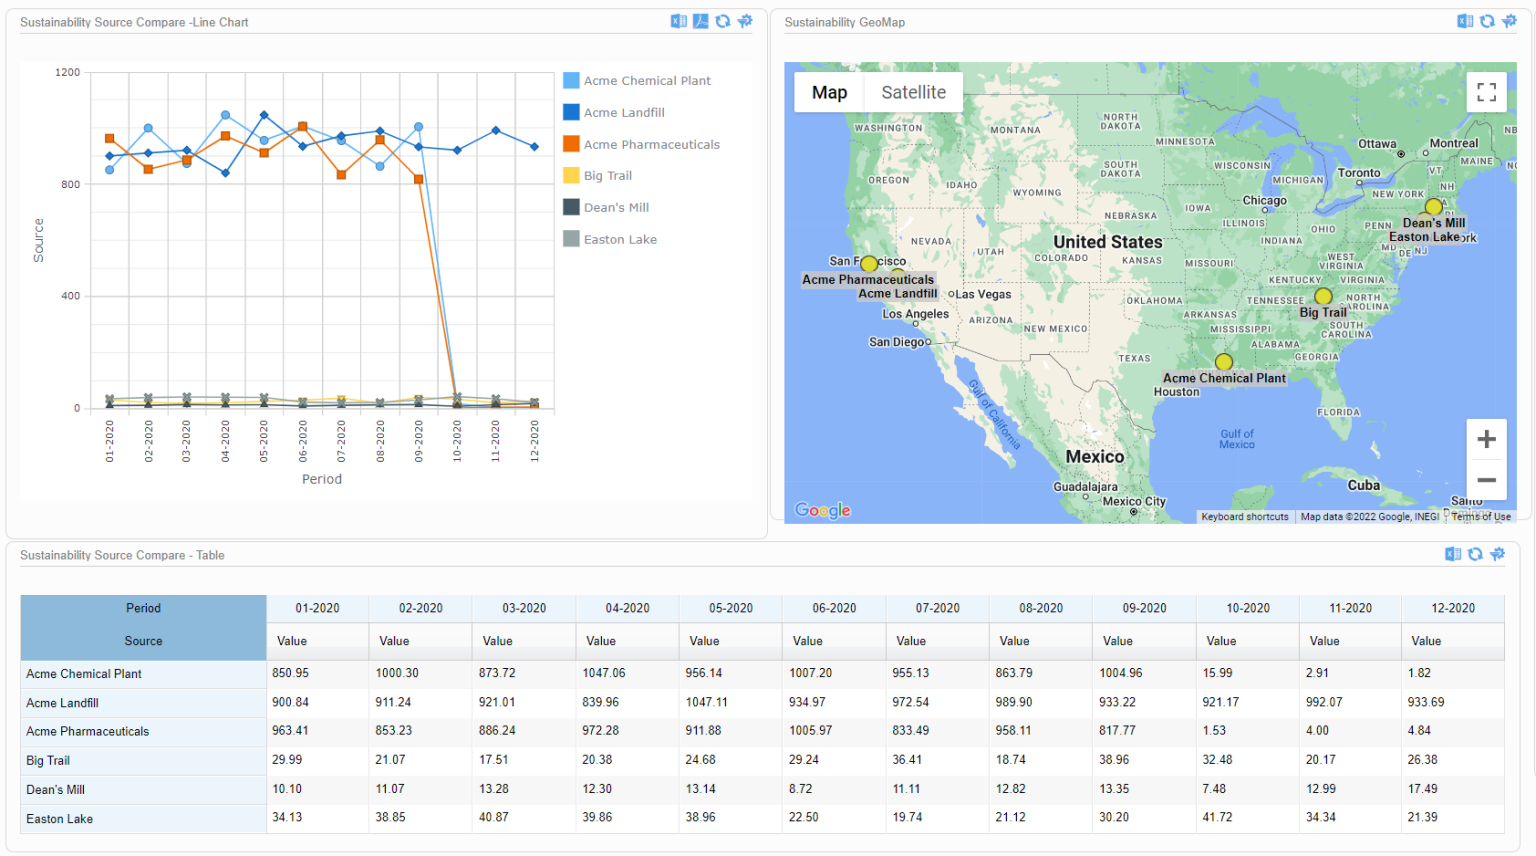 Sustainability Source Compare -Line Chart
1200
800
400
0
Source
01-2020
02-2020
03-2020
04-2020
05-2020
06-2020
07-2020
08-2020
09-2020
10-2020
11-2020
12-2020
Period
Acme Chemical Plant
Acme Landfill
Acme Pharmaceuticals
Big Trail
Dean's Mill
Easton Lake
Sustainability GeoMap
Map Satellite
WASHINGTON
MONTANA
NORTH DAKOTA
MINNESOTA
Ottawa
Montreal
MAINE
NB
NO
OREGON
IDAHO
WYOMING
SOUTH DAKOTA
WISCONSIN
MICHIGAN
Toronto
VT
NH
NEW YORK
Chicago
NEBRASKA
IOWA
ILLINOIS
INDIANA
OHIO
PENN
Dean's Mill
Easton Lake
MD
DE
NJ
NEVADA
UTAH
COLORADO
United States
KANSAS
MISSOURI
WEST VIRGINIA
KENTUCKY
VIRGINIA
Acme Pharmaceuticals
Acme Landfill
Las Vegas
Los Angeles
San Diego
ARIZONA
NEW MEXICO
OKLAHOMA
ARKANSAS
TENNESSEE
NORTH CAROLINA
Big Trail
MISSISSIPPI
ALABAMA
SOUTH CAROLINA
GEORGIA
TEXAS
Acme Chemical Plant
Houston
FLORIDA
Gulf of California
Gulf of Mexico
Mexico
Guadalajara
Mexico City
Cuba
+
−
Google
Keyboard shortcuts Map data ©2022 Google, INEGI Terms of Use
Sustainability Source Compare - Table
Period 01-2020 02-2020 03-2020 04-2020 05-2020 06-2020 07-2020 08-2020 09-2020 10-2020 11-2020 12-2020
Source Value Value Value Value Value Value Value Value Value Value Value Value
Acme Chemical Plant 850.95 1000.30 873.72 1047.06 956.14 1007.20 955.13 863.79 1004.96 15.99 2.91 1.82
Acme Landfill 900.84 911.24 921.01 839.96 1047.11 934.97 972.54 989.90 933.22 921.17 992.07 933.69
Acme Pharmaceuticals 963.41 853.23 886.24 972.28 911.88 1005.97 833.49 958.11 817.77 1.53 4.00 4.84
Big Trail 29.99 21.07 17.51 20.38 24.68 29.24 36.41 18.74 38.96 32.48 20.17 26.38
Dean's Mill 10.10 11.07 13.28 12.30 13.14 8.72 11.11 12.82 13.35 7.48 12.99 17.49
Easton Lake 34.13 38.85 40.87 39.86 38.96 22.50 19.74 21.12 30.20 41.72 34.34 21.39